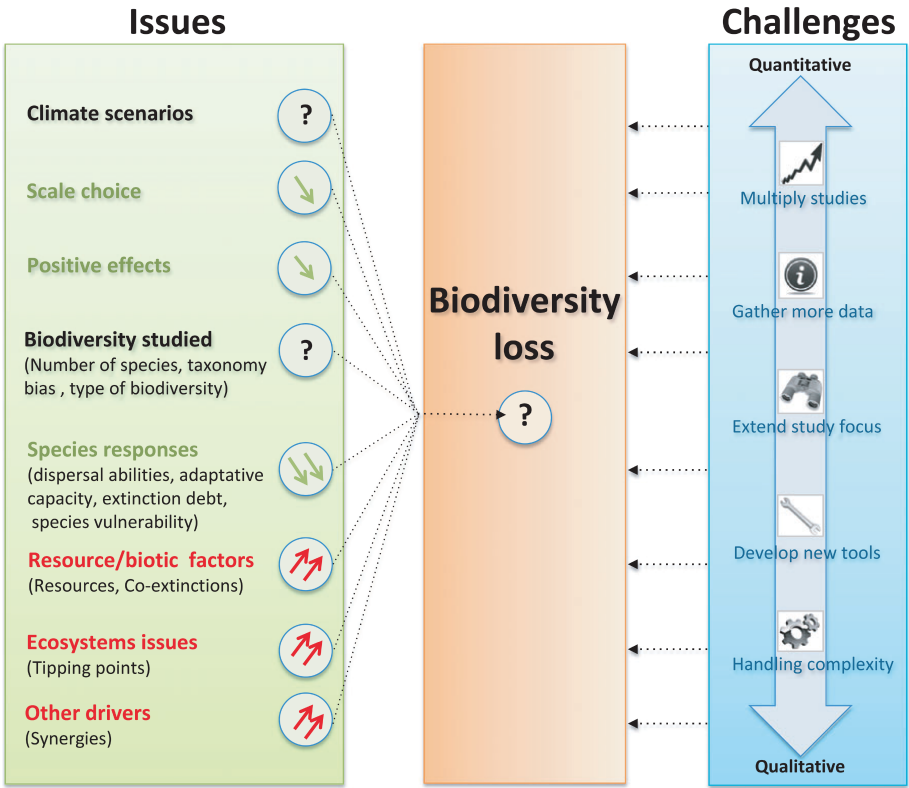 Issues
Climate scenarios
?
Scale choice
Positive effects
Biodiversity studied
?
(Number of species, taxonomy
bias , type of biodiversity)
Species responses
(dispersal abilities, adaptative
capacity, extinction debt,
species vulnerability)
Resource/biotic factors
(Resources, Co-extinctions)
Ecosystems issues
(Tipping points)
Other drivers
(Synergies)
Biodiversity
loss
?
Challenges
Quantitative
Multiply studies
i
Gather more data
Extend study focus
Develop new tools
Handling complexity
Qualitative